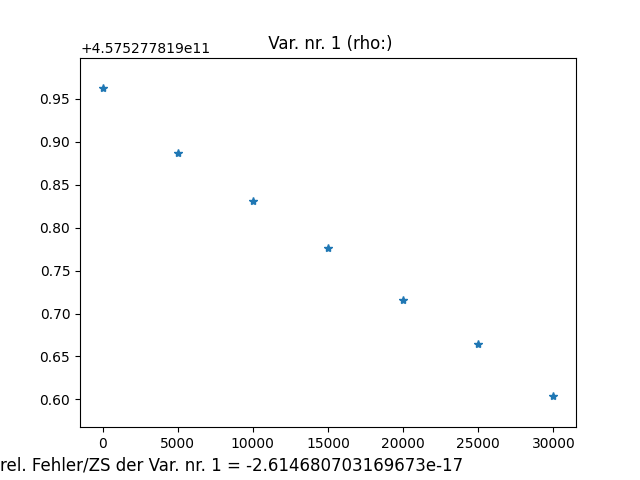 Var. nr. 1 (rho:)
+4.575277819e11
0.95
0.90
0.85
0.80
0.75
0.70
0.65
0.60
0 5000 10000 15000 20000 25000 30000
rel. Fehler/ZS der Var. nr. 1 = -2.614680703169673e-17